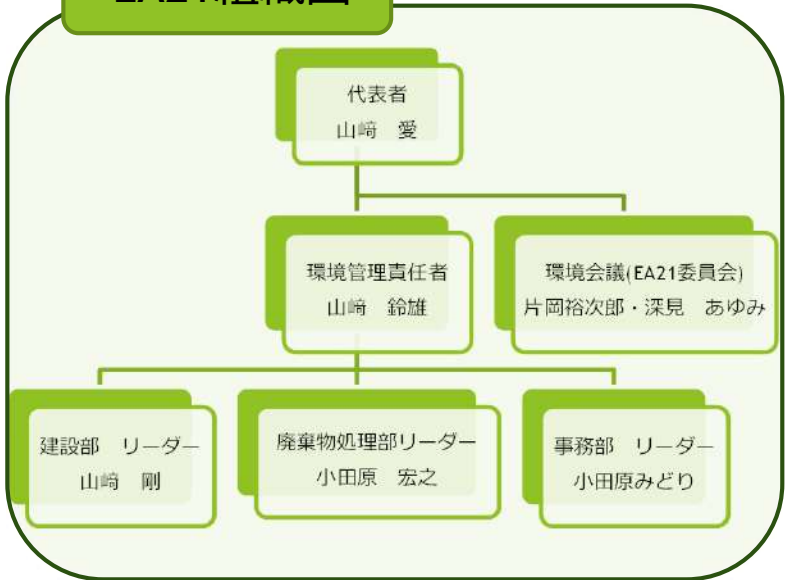 代表者
山﨑　愛
環境管理責任者
山﨑　鈴雄
環境会議(EA21委員会)
片岡裕次郎・深見　あゆみ
建設部　リーダー
山﨑　剛
廃棄物処理部リーダー
小田原　宏之
事務部　リーダー
小田原みどり